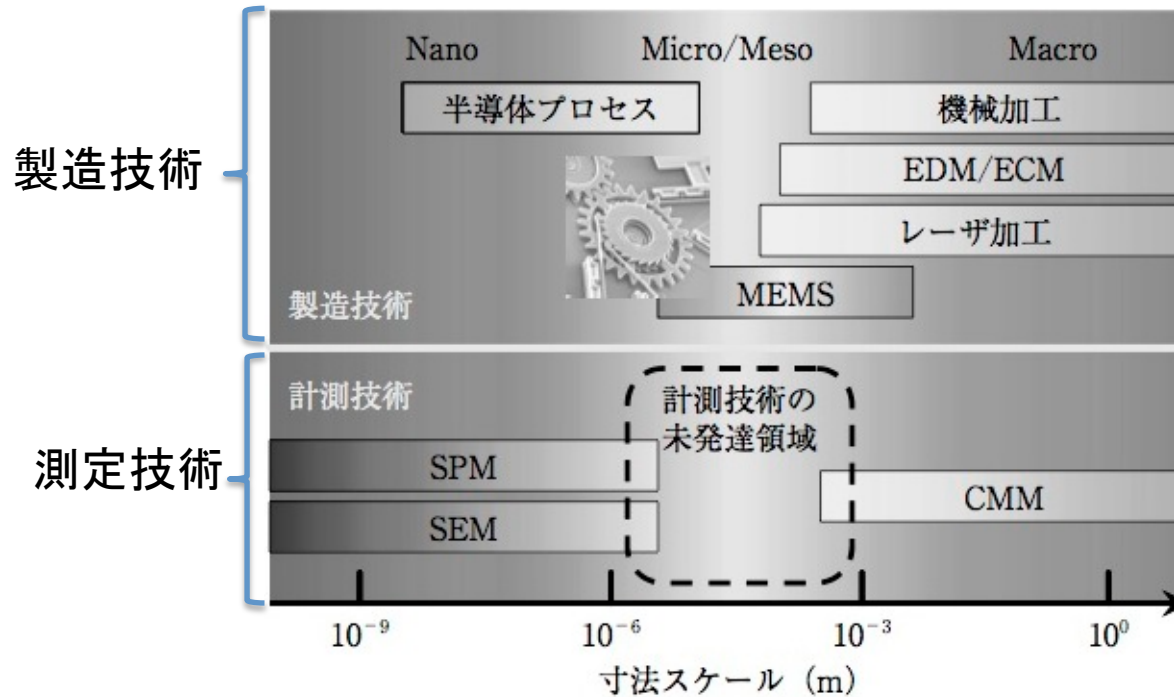 Nano Micro/Meso Macro
半導体プロセス 機械加工
製造技術
EDM/ECM
レーザ加工
MEMS
製造技術
計測技術
計測技術の
未発達領域
測定技術
SPM
CMM
SEM
10⁻⁹ 10⁻⁶ 10⁻³ 10⁰
寸法スケール（m）